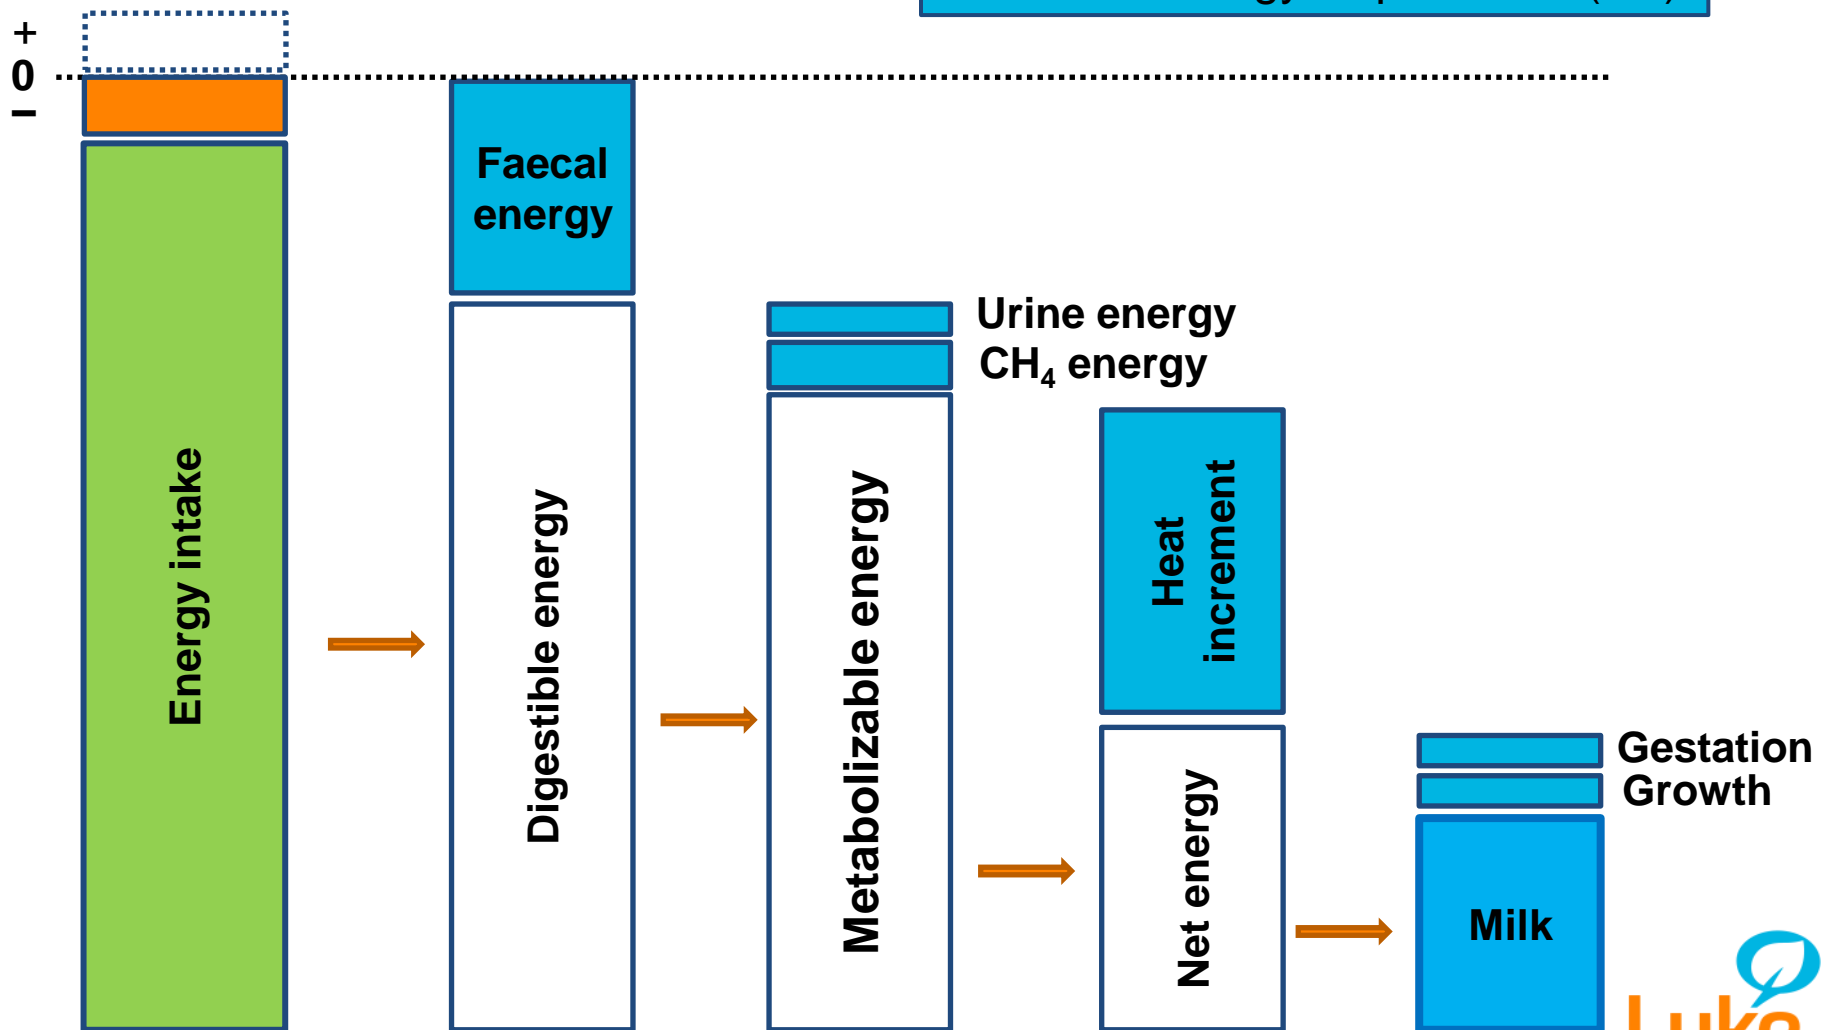 +
0
–
Faecal
energy
Urine energy
CH₄ energy
Energy intake
Digestible energy
Metabolizable energy
Heat
increment
Net energy
Gestation
Growth
Milk
Luke